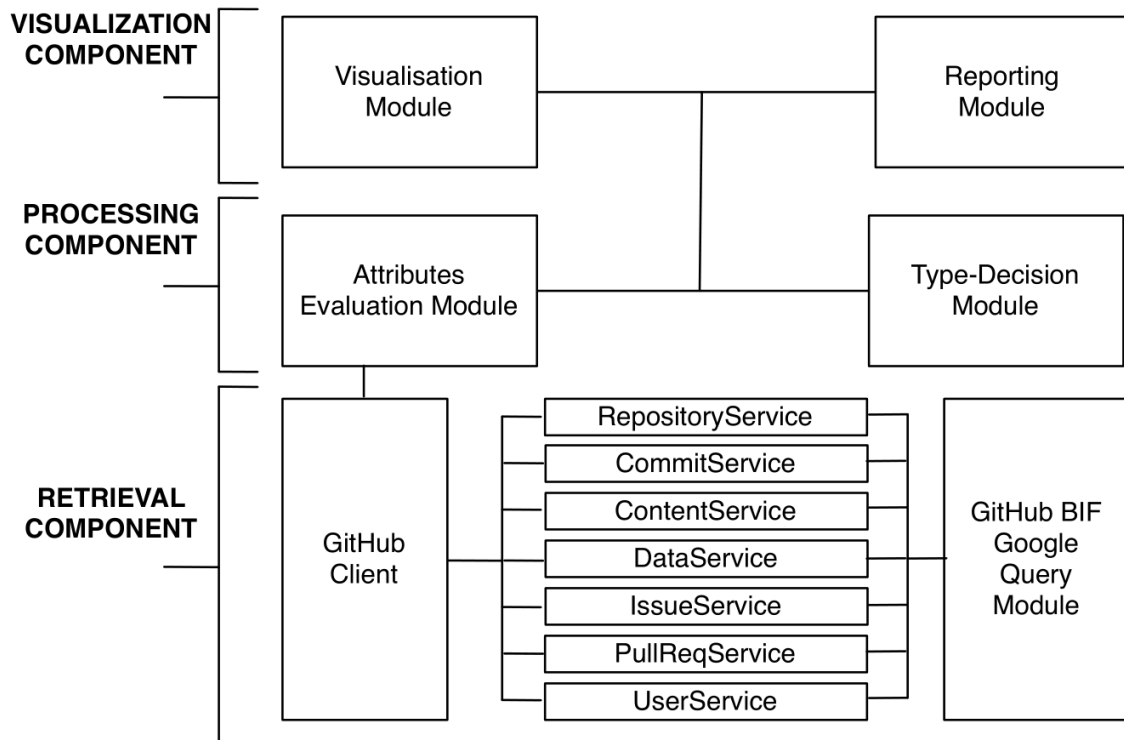 VISUALIZATION
COMPONENT
Visualisation
Module
Reporting
Module
PROCESSING
COMPONENT
Attributes
Evaluation Module
Type-Decision
Module
RETRIEVAL
COMPONENT
GitHub
Client
RepositoryService
CommitService
ContentService
DataService
IssueService
PullReqService
UserService
GitHub BIF
Google
Query
Module